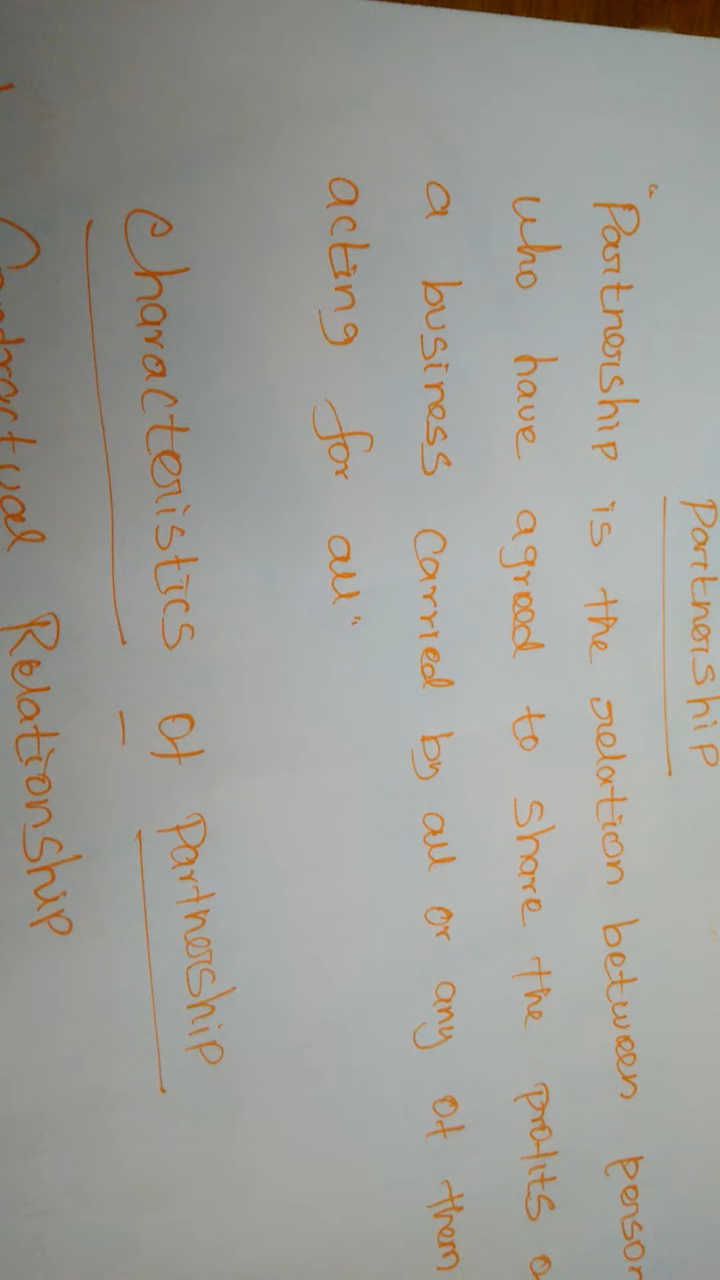 Partnership
"Partnership is the relation between person
who have agreed to share the profits o
a business carried by all or any of them
acting for all"
Characteristics of Partnership
Contractual Relationship